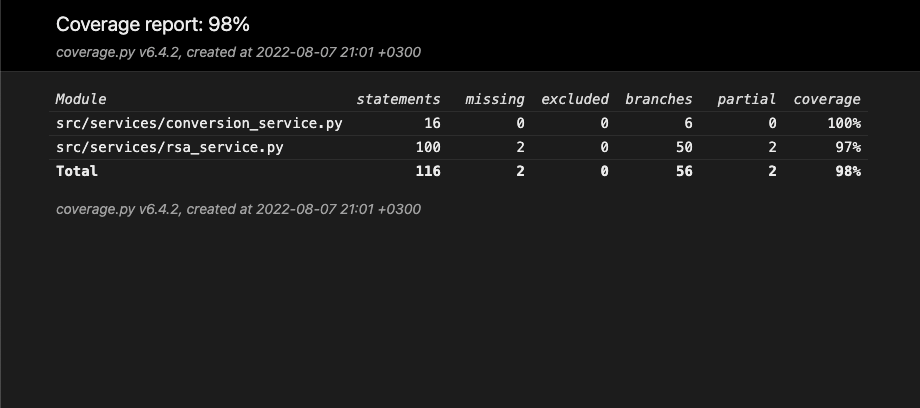 Coverage report: 98%
coverage.py v6.4.2, created at 2022-08-07 21:01 +0300
Module statements missing excluded branches partial coverage
src/services/conversion_service.py 16 0 0 6 0 100%
src/services/rsa_service.py 100 2 0 50 2 97%
Total 116 2 0 56 2 98%
coverage.py v6.4.2, created at 2022-08-07 21:01 +0300